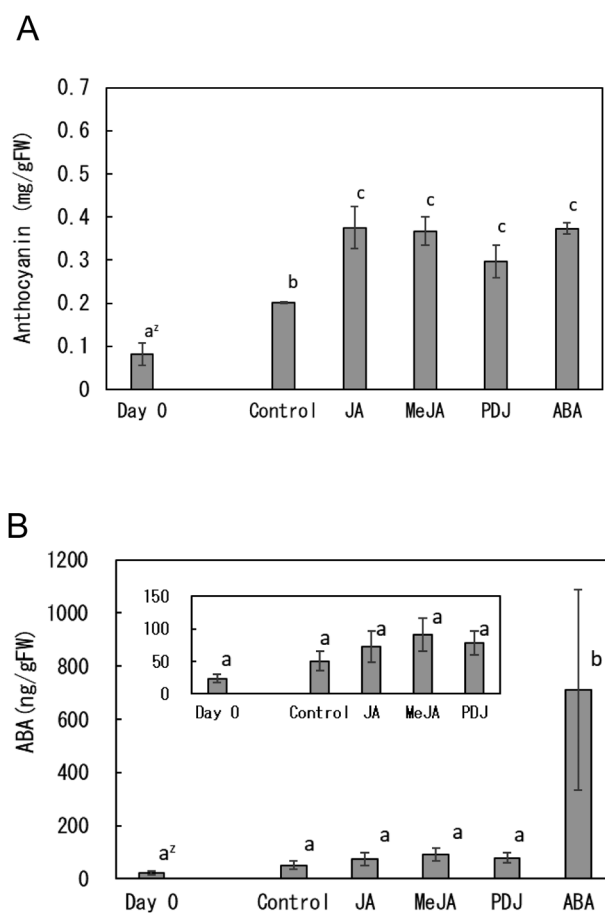 A
Anthocyanin (mg/gFW)
0.7
0.6
0.5
0.4
0.3
0.2
0.1
0
aᶻ
b
c
c
c
c
Day 0
Control
JA
MeJA
PDJ
ABA
B
ABA(ng/gFW)
1200
1000
800
600
400
200
0
150
100
50
0
a
a
a
a
a
Day 0
Control
JA
MeJA
PDJ
aᶻ
a
a
a
a
b
Day 0
Control
JA
MeJA
PDJ
ABA